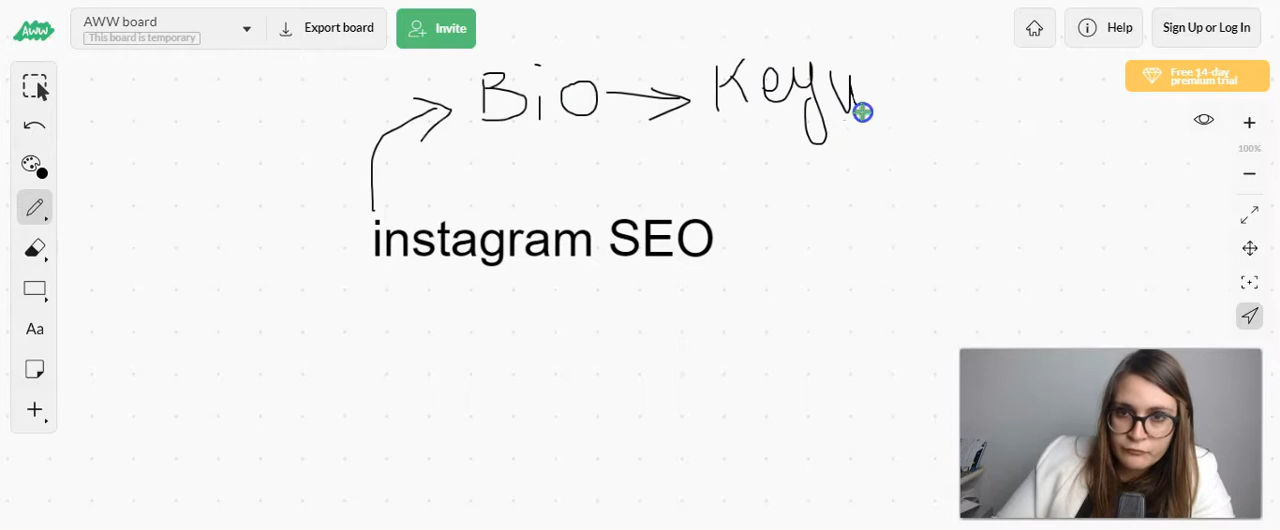 AWW
AWW board
This board is temporary
Export board
Invite
Help
Sign Up or Log In
Free 14-day
premium trial
Bio Keyw
100%
instagram SEO
Aa